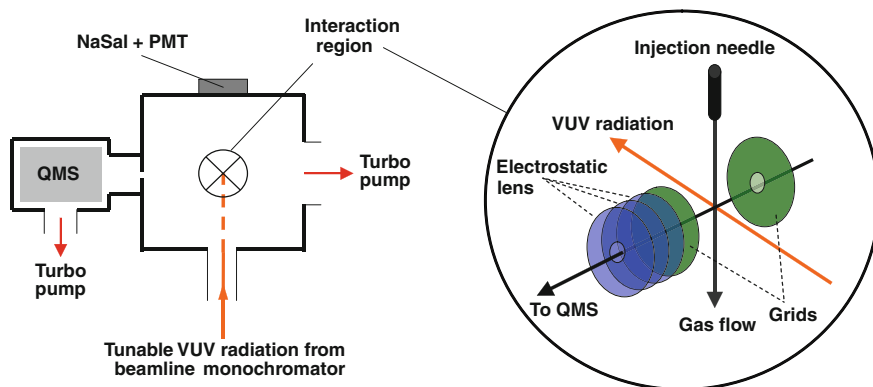 NaSal + PMT
Interaction
region
QMS
Turbo
pump
Turbo
pump
Tunable VUV radiation from
beamline monochromator
Injection needle
VUV radiation
Electrostatic
lens
To QMS
Gas flow
Grids